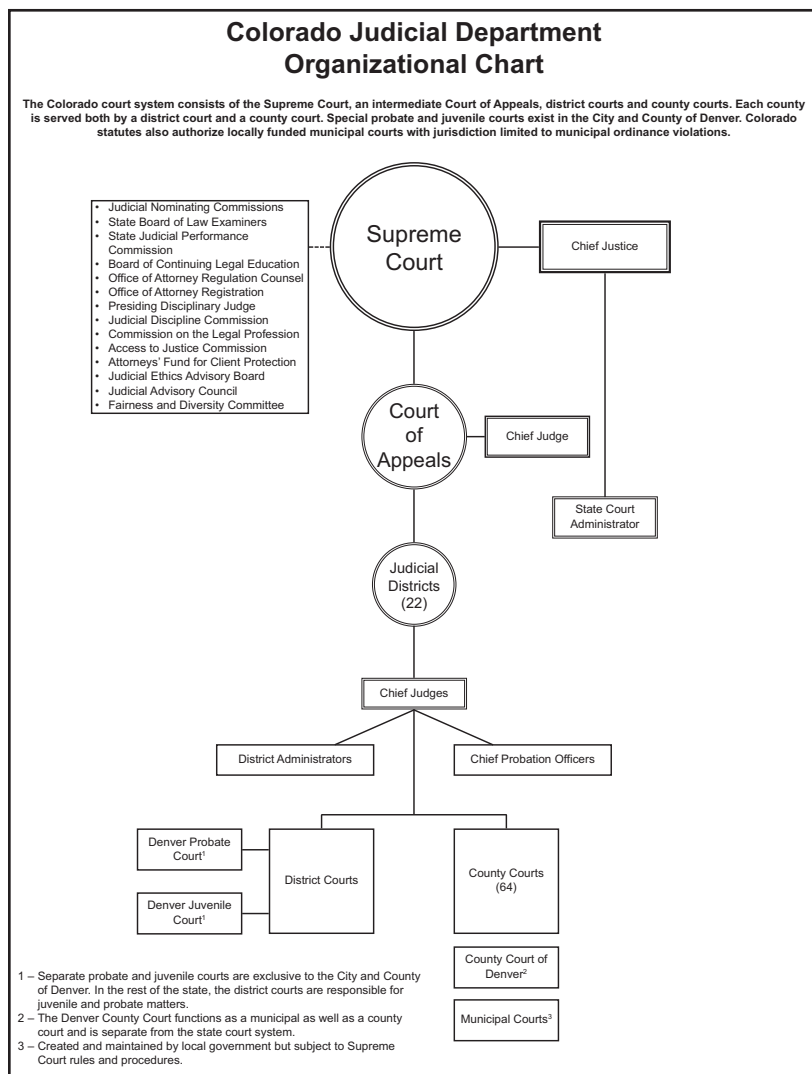 Colorado Judicial Department
Organizational Chart
The Colorado court system consists of the Supreme Court, an intermediate Court of Appeals, district courts and county courts. Each county
is served both by a district court and a county court. Special probate and juvenile courts exist in the City and County of Denver. Colorado
statutes also authorize locally funded municipal courts with jurisdiction limited to municipal ordinance violations.
• Judicial Nominating Commissions
• State Board of Law Examiners
• State Judicial Performance
Commission
• Board of Continuing Legal Education
• Office of Attorney Regulation Counsel
• Office of Attorney Registration
• Presiding Disciplinary Judge
• Judicial Discipline Commission
• Commission on the Legal Profession
• Access to Justice Commission
• Attorneys' Fund for Client Protection
• Judicial Ethics Advisory Board
• Judicial Advisory Council
• Fairness and Diversity Committee
Supreme
Court
Chief Justice
Court
of
Appeals
Chief Judge
State Court
Administrator
Judicial
Districts
(22)
Chief Judges
District Administrators
Chief Probation Officers
Denver Probate
Court¹
District Courts
County Courts
(64)
Denver Juvenile
Court¹
County Court of
Denver²
Municipal Courts³
1 – Separate probate and juvenile courts are exclusive to the City and County
of Denver. In the rest of the state, the district courts are responsible for
juvenile and probate matters.
2 – The Denver County Court functions as a municipal as well as a county
court and is separate from the state court system.
3 – Created and maintained by local government but subject to Supreme
Court rules and procedures.